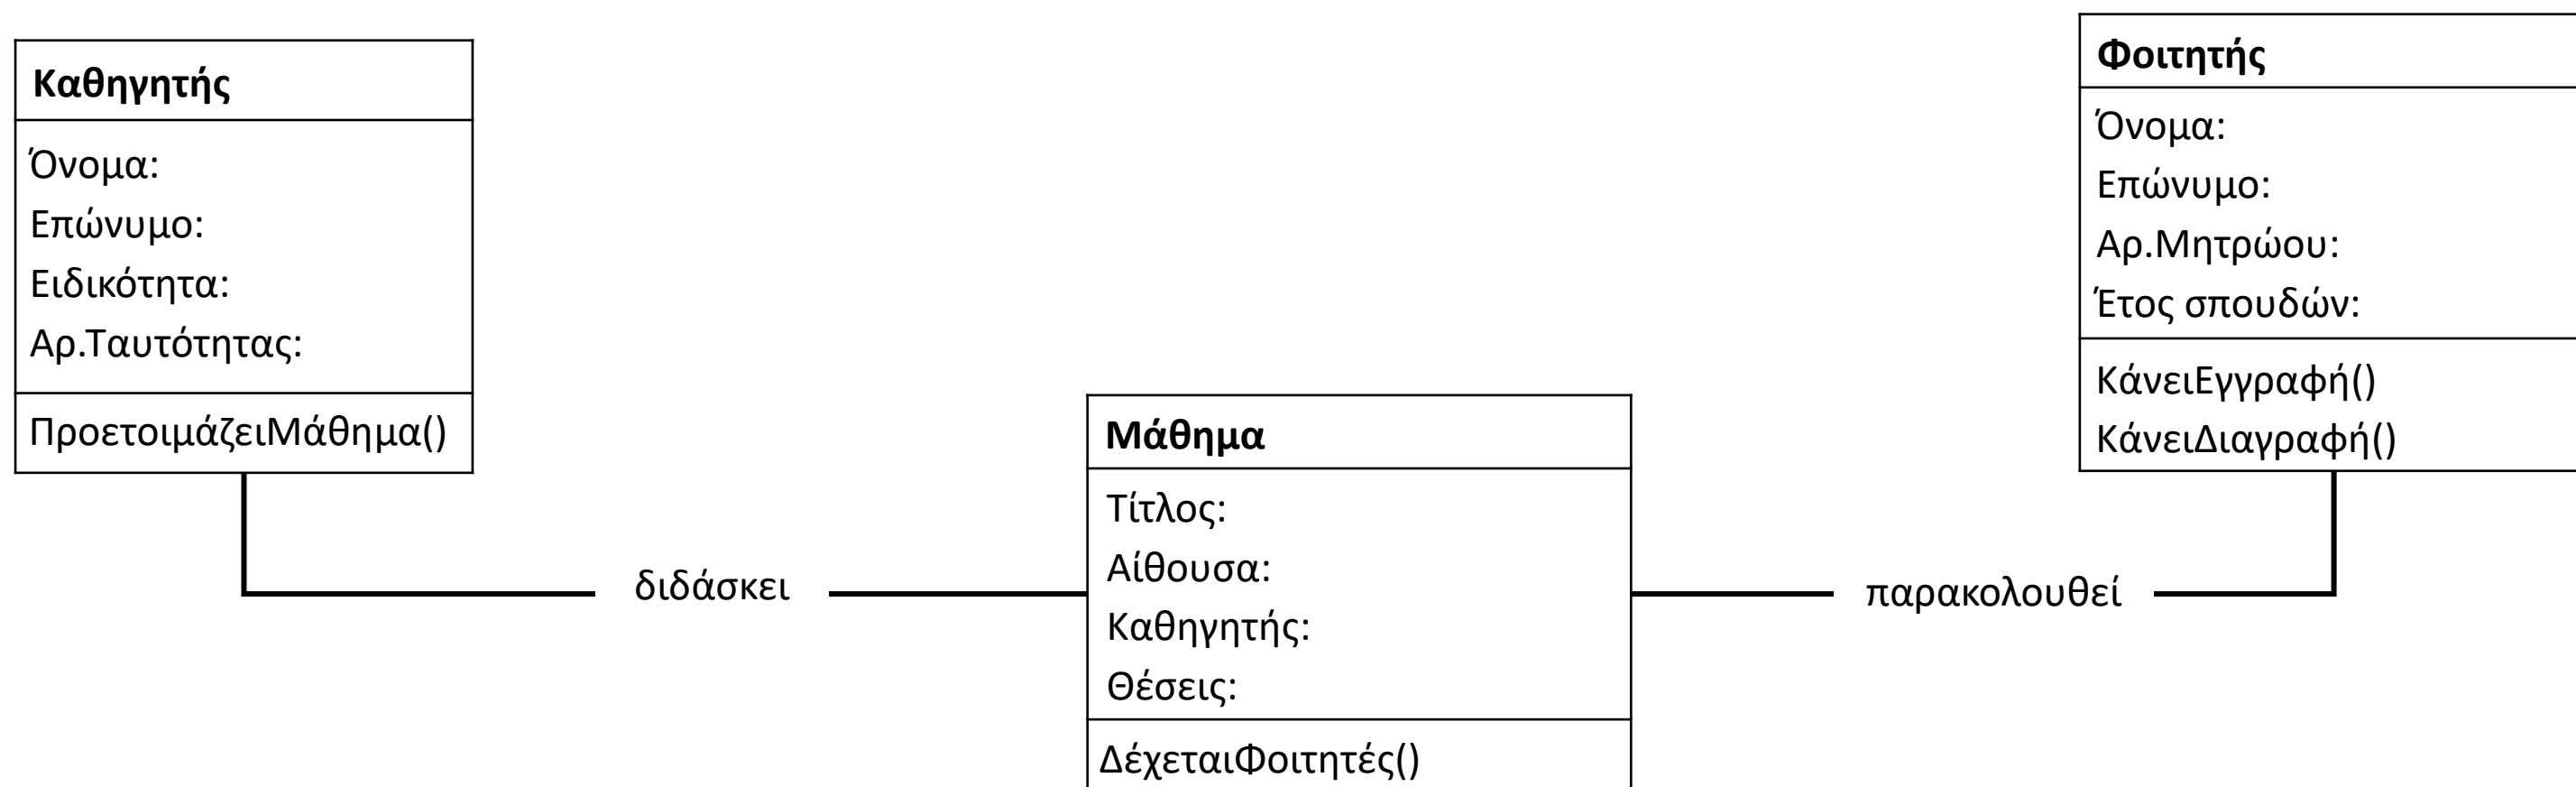 Καθηγητής
Όνομα:
Επώνυμο:
Ειδικότητα:
Αρ.Ταυτότητας:
ΠροετοιμάζειΜάθημα()
διδάσκει
Μάθημα
Τίτλος:
Αίθουσα:
Καθηγητής:
Θέσεις:
ΔέχεταιΦοιτητές()
παρακολουθεί
Φοιτητής
Όνομα:
Επώνυμο:
Αρ.Μητρώου:
Έτος σπουδών:
ΚάνειΕγγραφή()
ΚάνειΔιαγραφή()